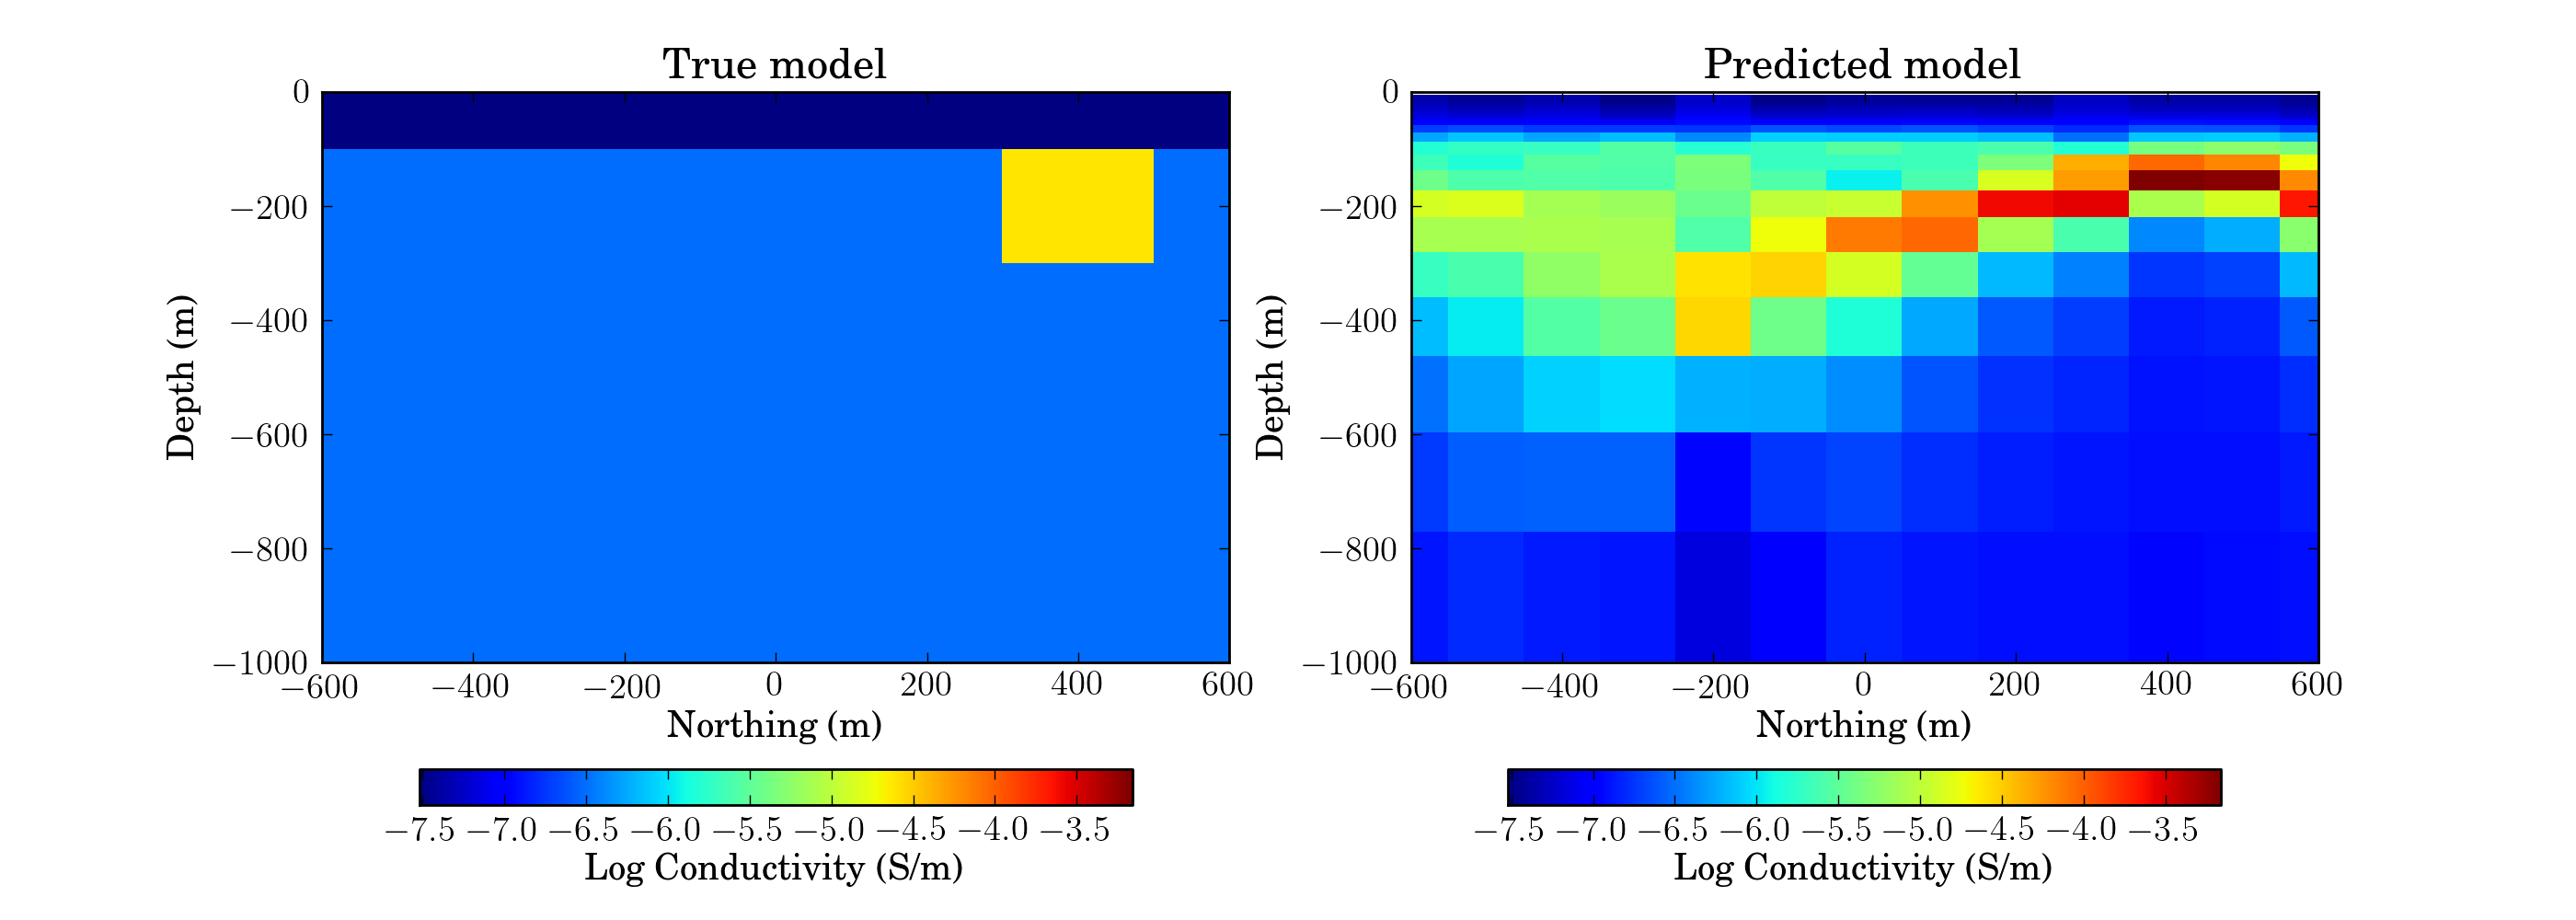 True model
0
−200
−400
−600
−800
−1000
Depth (m)
−600 −400 −200 0 200 400 600
Northing (m)
−7.5 −7.0 −6.5 −6.0 −5.5 −5.0 −4.5 −4.0 −3.5
Log Conductivity (S/m)
Predicted model
0
−200
−400
−600
−800
−1000
Depth (m)
−600 −400 −200 0 200 400 600
Northing (m)
−7.5 −7.0 −6.5 −6.0 −5.5 −5.0 −4.5 −4.0 −3.5
Log Conductivity (S/m)